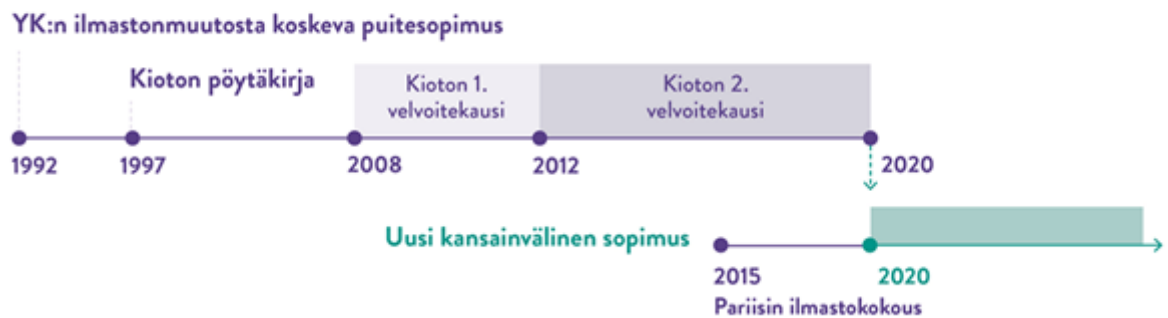 YK:n ilmastonmuutosta koskeva puitesopimus
Kioton pöytäkirja
Kioton 1.
velvoitekausi
Kioton 2.
velvoitekausi
1992
1997
2008
2012
2020
Uusi kansainvälinen sopimus
2015
2020
Pariisin ilmastokokous